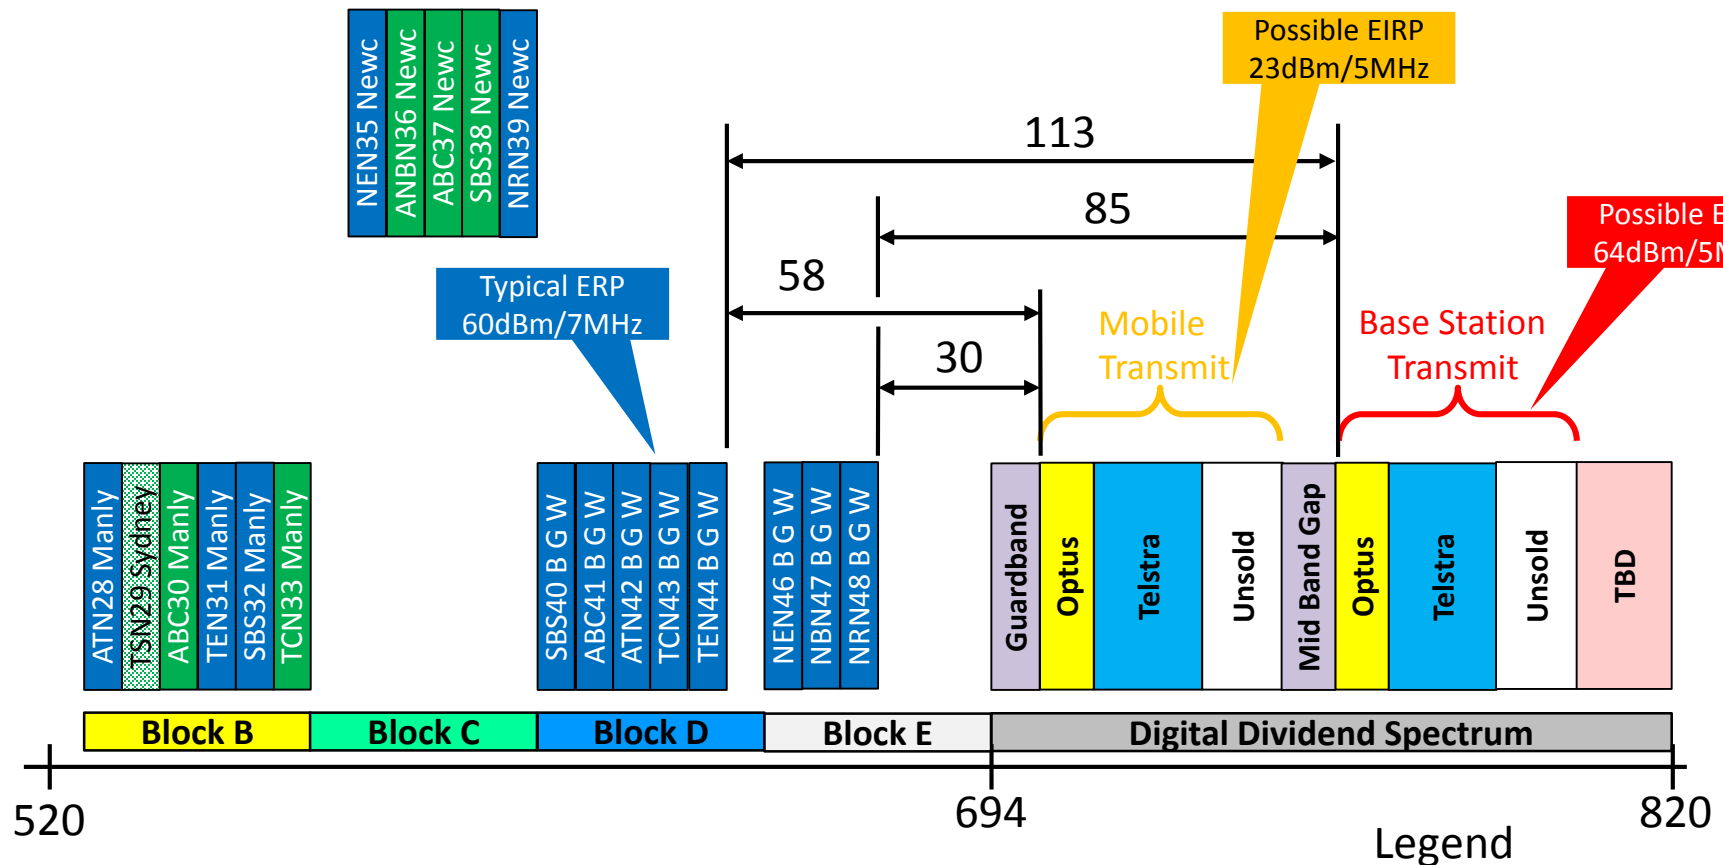 NEN35 Newc
ANBN36 Newc
ABC37 Newc
SBS38 Newc
NRN39 Newc
Possible EIRP
23dBm/5MHz
113
85
Possible E
64dBm/5M
58
Typical ERP
60dBm/7MHz
30
Mobile
Transmit
Base Station
Transmit
ATN28 Manly
TSN29 Sydney
ABC30 Manly
TEN31 Manly
SBS32 Manly
TCN33 Manly
SBS40 B G W
ABC41 B G W
ATN42 B G W
TCN43 B G W
TEN44 B G W
NEN46 B G W
NBN47 B G W
NRN48 B G W
Guardband
Optus
Telstra
Unsold
Mid Band Gap
Optus
Telstra
Unsold
TBD
Block B
Block C
Block D
Block E
Digital Dividend Spectrum
520
694
820
Legend